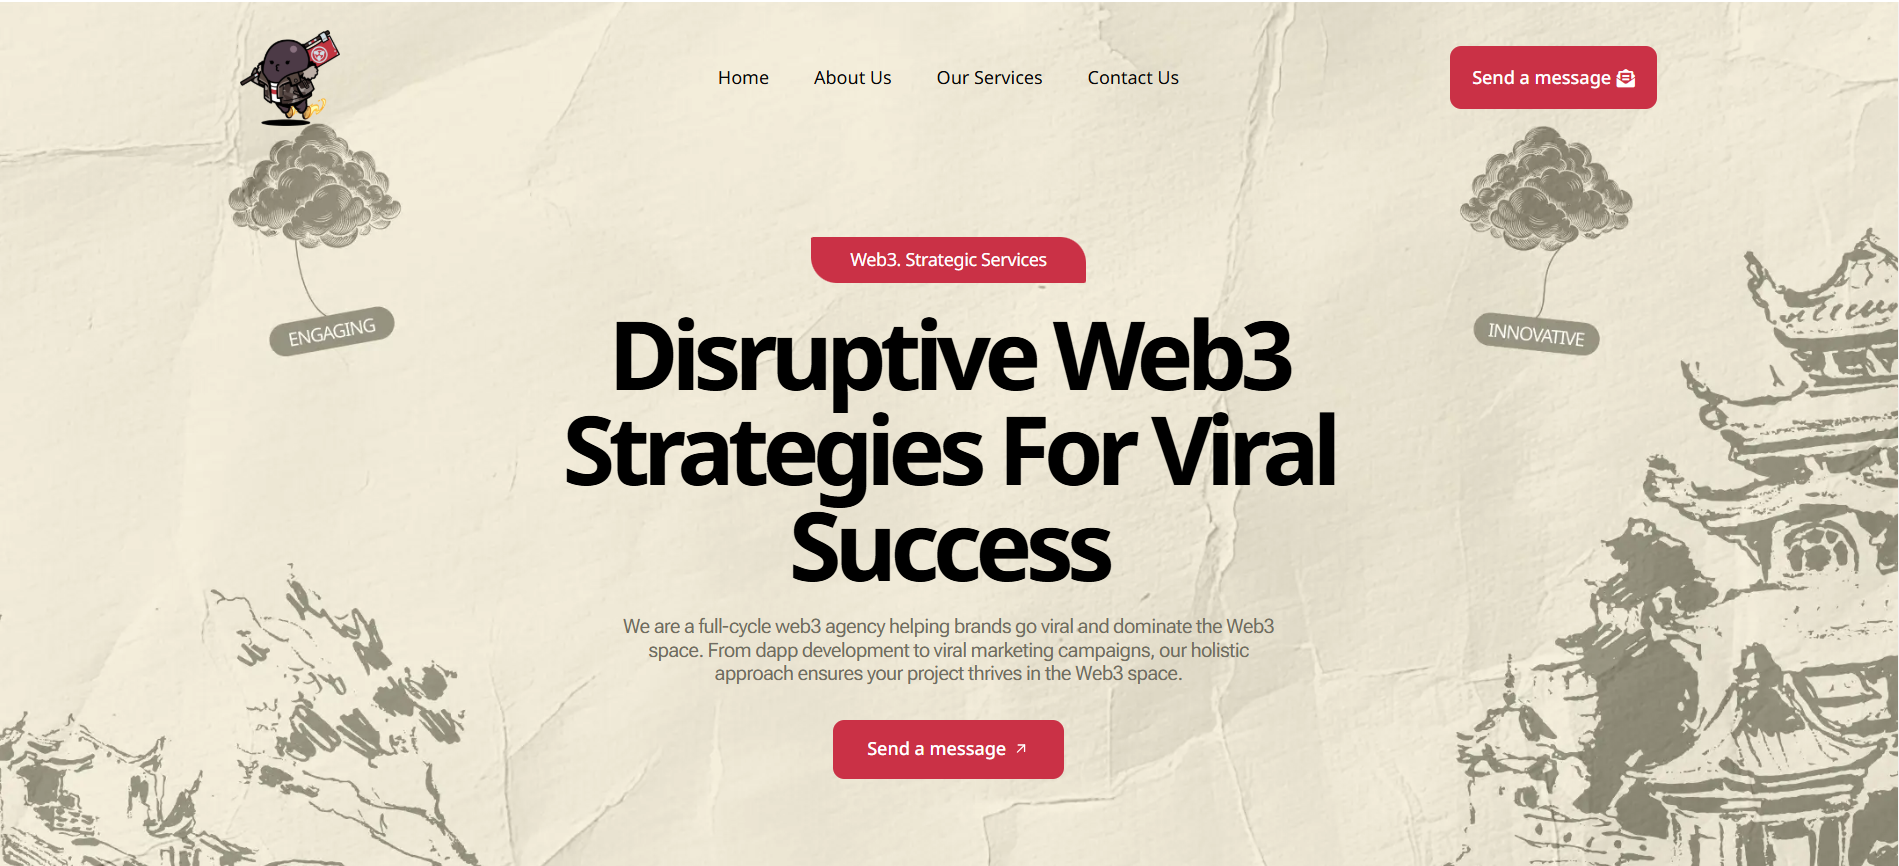 Home
About Us
Our Services
Contact Us
Send a message
ENGAGING
INNOVATIVE
Web3. Strategic Services
Disruptive Web3
Strategies For Viral
Success
We are a full-cycle web3 agency helping brands go viral and dominate the Web3
space. From dapp development to viral marketing campaigns, our holistic
approach ensures your project thrives in the Web3 space.
Send a message